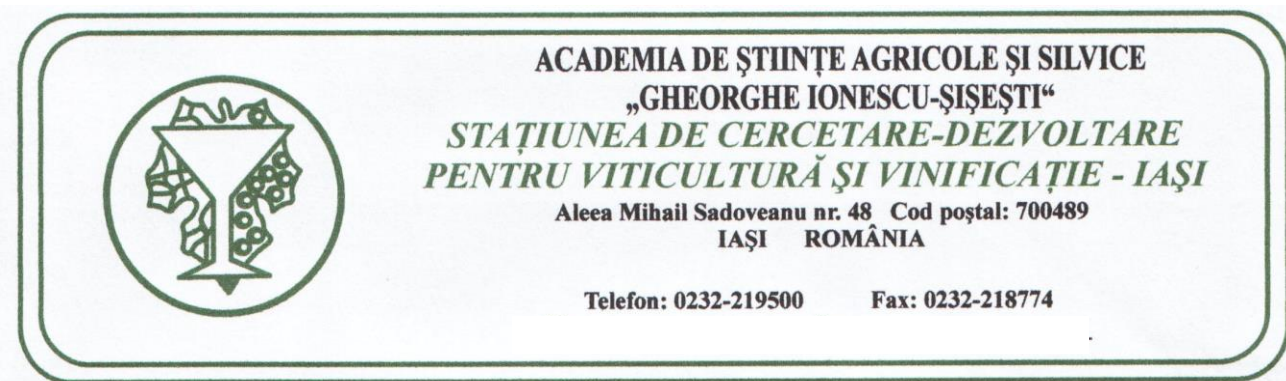 ACADEMIA DE ŞTIINŢE AGRICOLE ŞI SILVICE
„GHEORGHE IONESCU-ŞIŞEŞTI“
STAŢIUNEA DE CERCETARE-DEZVOLTARE
PENTRU VITICULTURĂ ŞI VINIFICAŢIE - IAŞI
Aleea Mihail Sadoveanu nr. 48 Cod poştal: 700489
IAŞI ROMÂNIA
Telefon: 0232-219500 Fax: 0232-218774